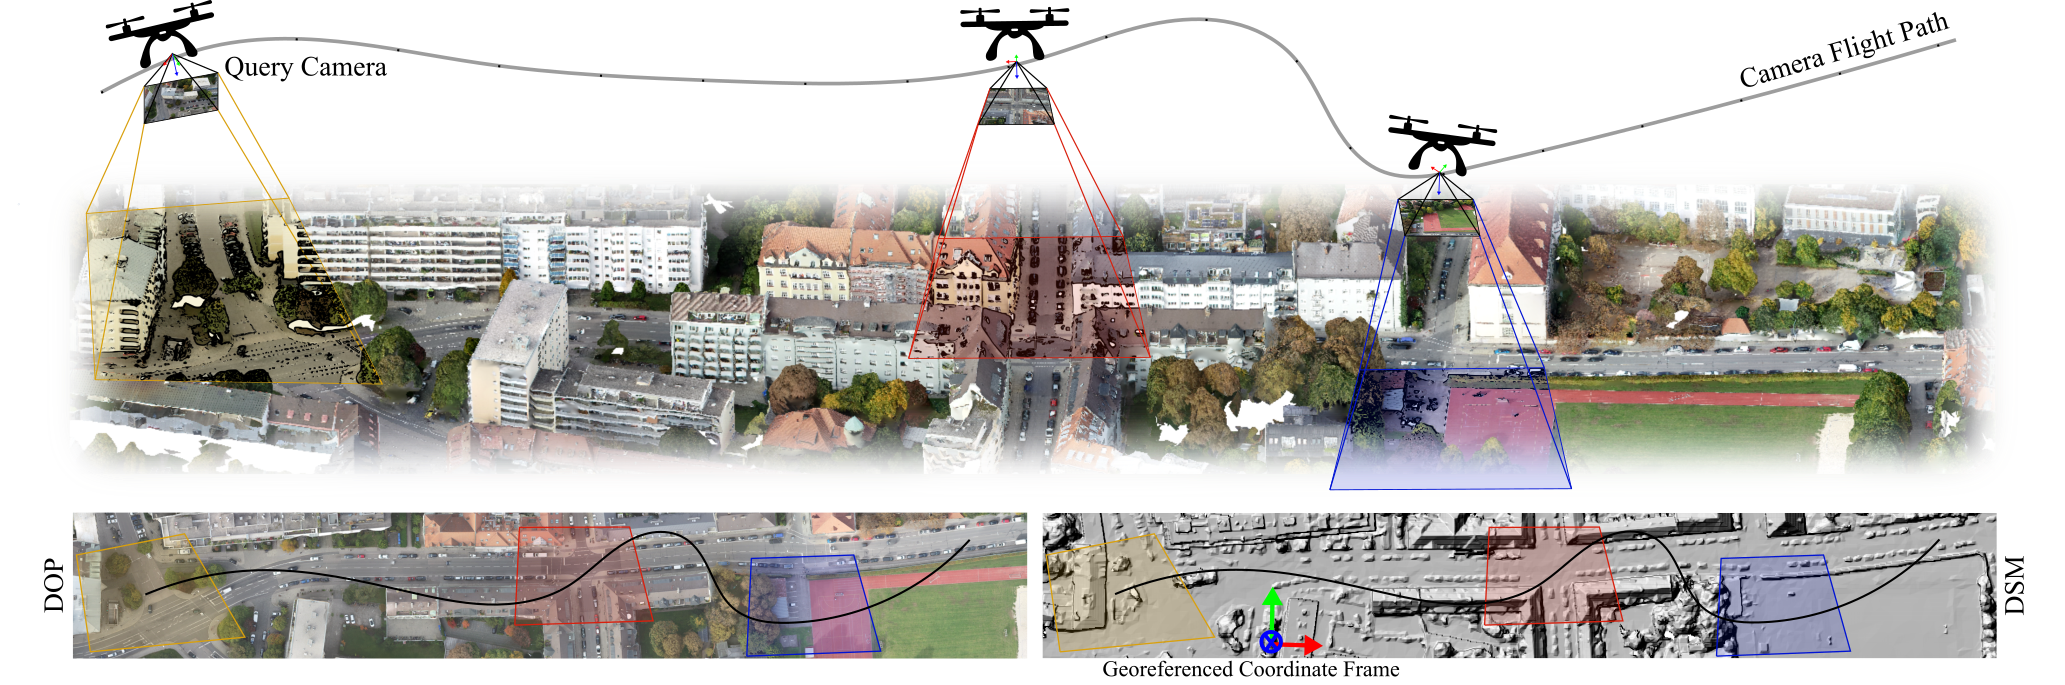 Camera Flight Path
Query Camera
DOP
DSM
Georeferenced Coordinate Frame